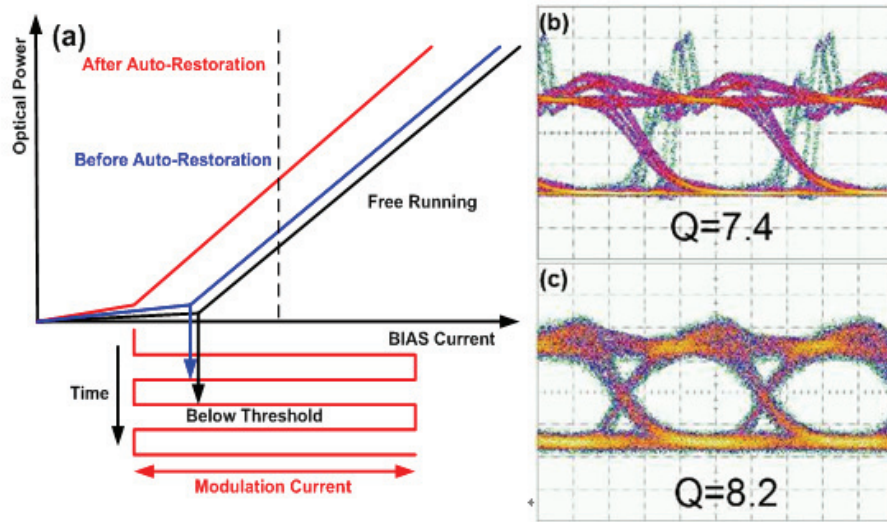 (a)
After Auto-Restoration
Optical Power
Before Auto-Restoration
Free Running
BIAS Current
Time
Below Threshold
Modulation Current
(b)
Q=7.4
(c)
Q=8.2